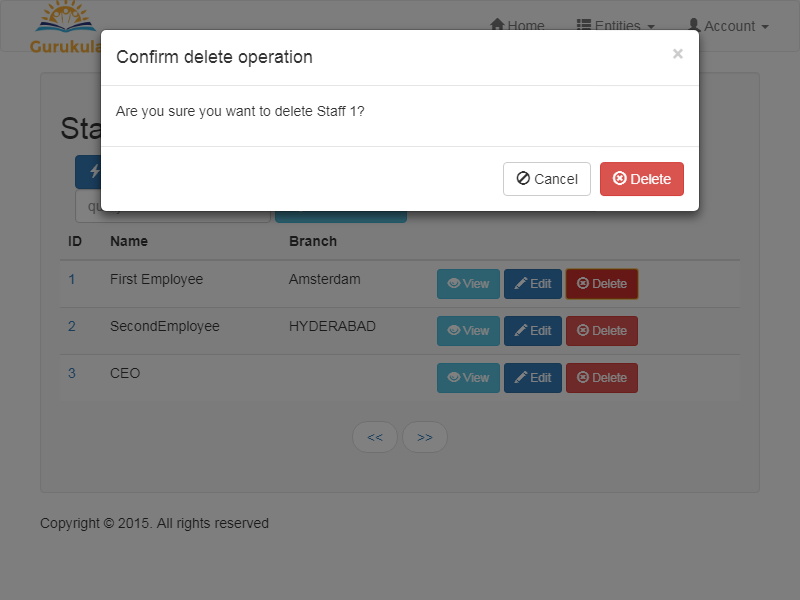 Home Entities Account
Gurukula
Confirm delete operation ×
Are you sure you want to delete Staff 1?
Cancel Delete
ID Name Branch
1 First Employee Amsterdam View Edit Delete
2 SecondEmployee HYDERABAD View Edit Delete
3 CEO View Edit Delete
<< >>
Copyright © 2015. All rights reserved